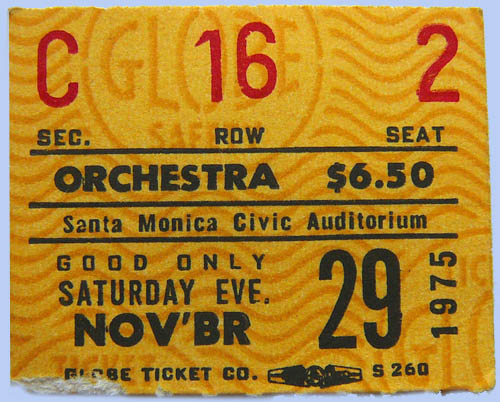 C 16 2
SEC. ROW SEAT
ORCHESTRA $6.50
Santa Monica Civic Auditorium
GOOD ONLY
SATURDAY EVE.
NOV'BR 29 1975
GLOBE TICKET CO. S 260